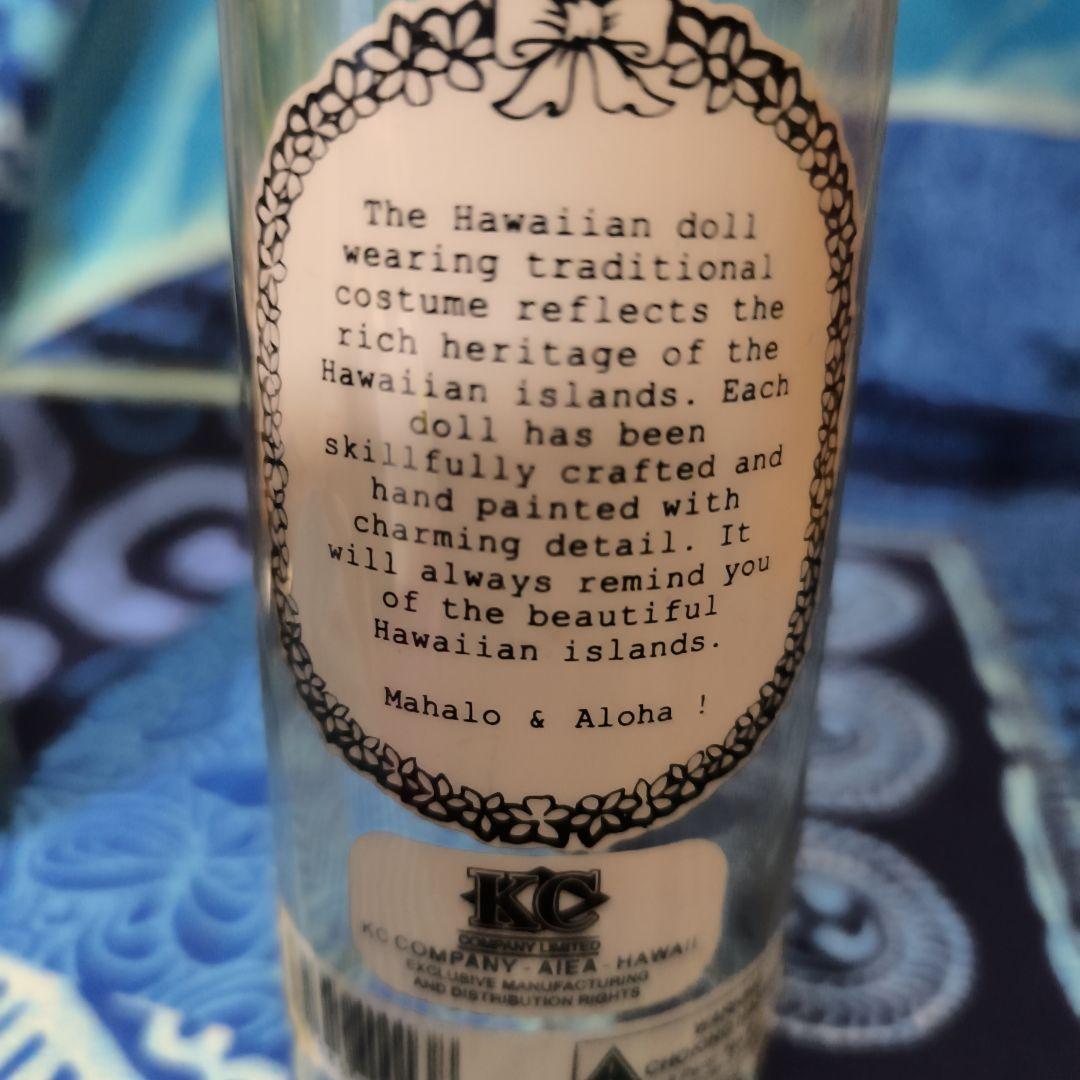 The Hawaiian doll
wearing traditional
costume reflects the
rich heritage of the
Hawaiian islands. Each
doll has been
skillfully crafted and
hand painted with
charming detail. It
will always remind you
of the beautiful
Hawaiian islands.
Mahalo & Aloha !
KC
COMPANY LIMITED
KC COMPANY - AIEA - HAWAII
EXCLUSIVE MANUFACTURING
AND DISTRIBUTION RIGHTS